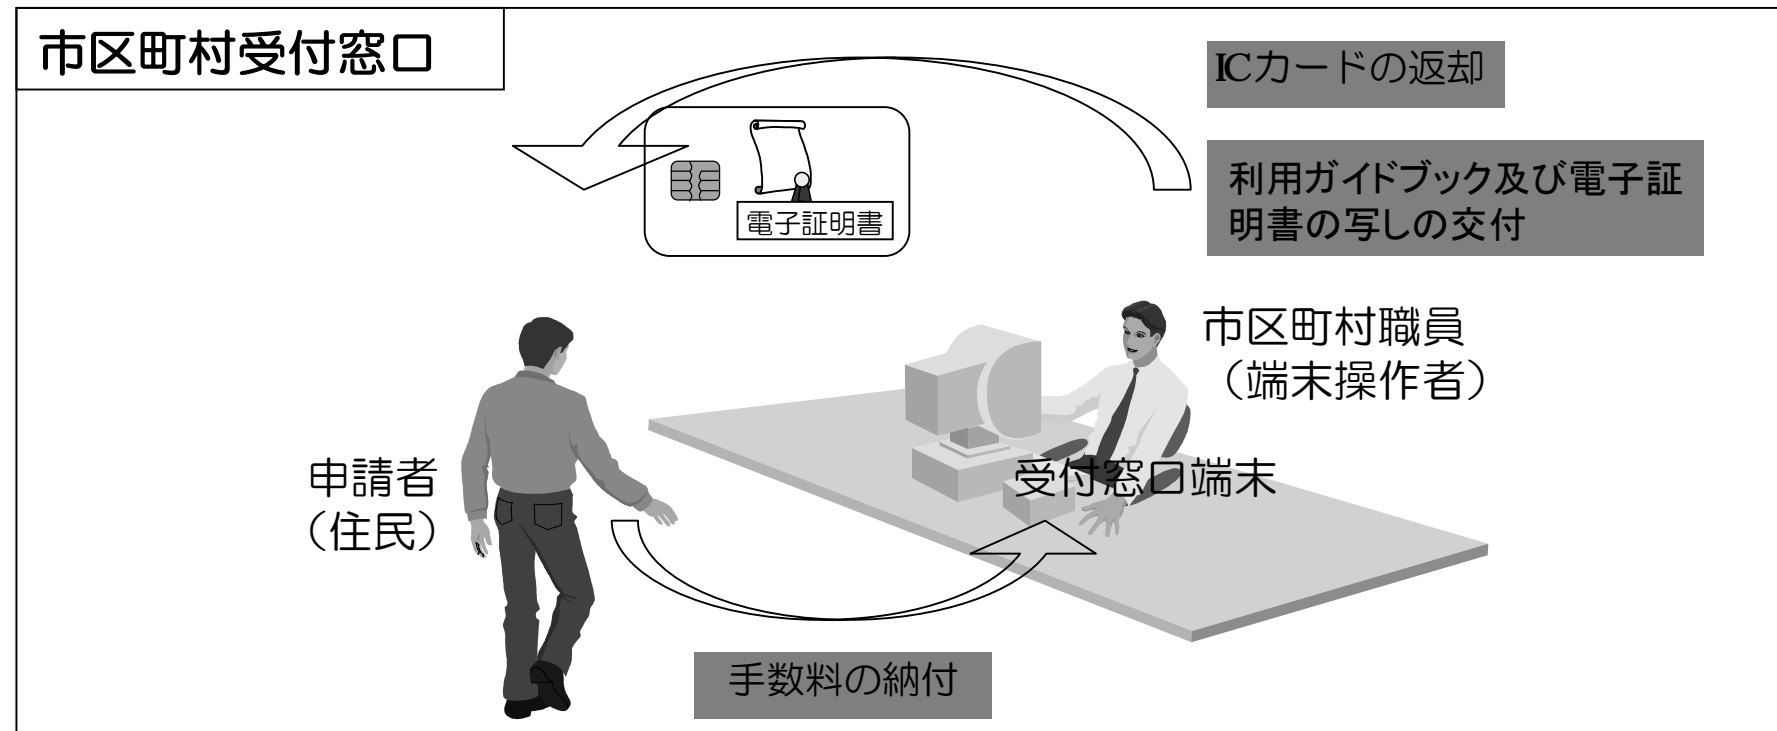 市区町村受付窓口
ICカードの返却
利用ガイドブック及び電子証
明書の写しの交付
電子証明書
市区町村職員
（端末操作者）
受付窓口端末
申請者
（住民）
手数料の納付